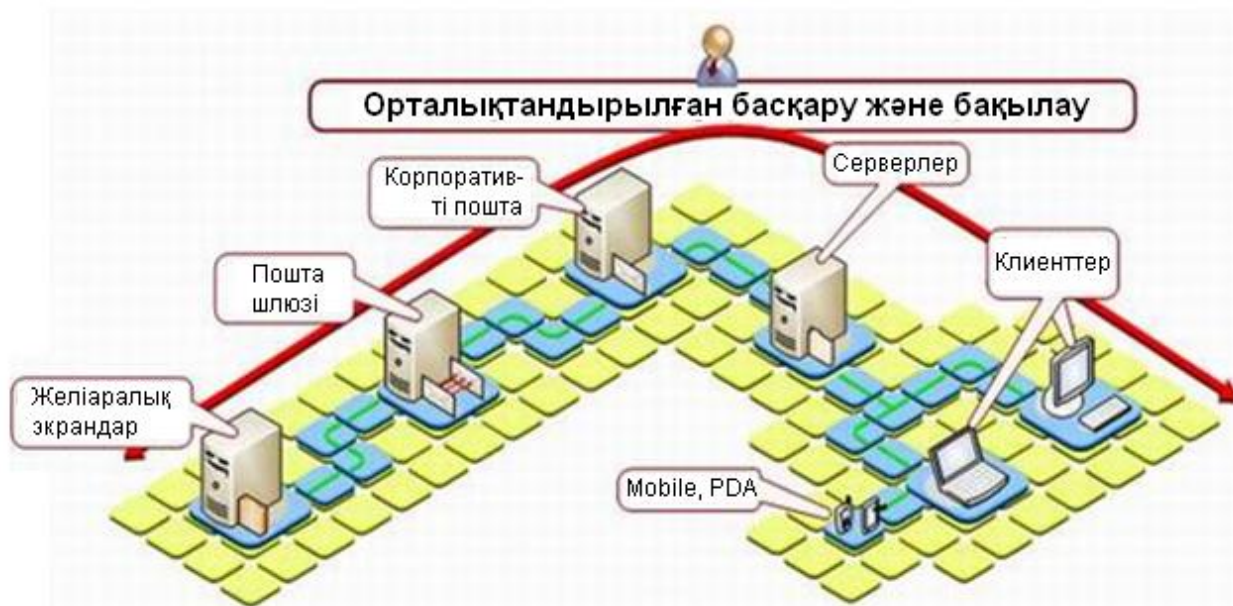 Орталықтандырылған басқару және бақылау
Корпоратив-
ті пошта
Серверлер
Пошта
шлюзі
Клиенттер
Желіаралық
экрандар
Mobile, PDA